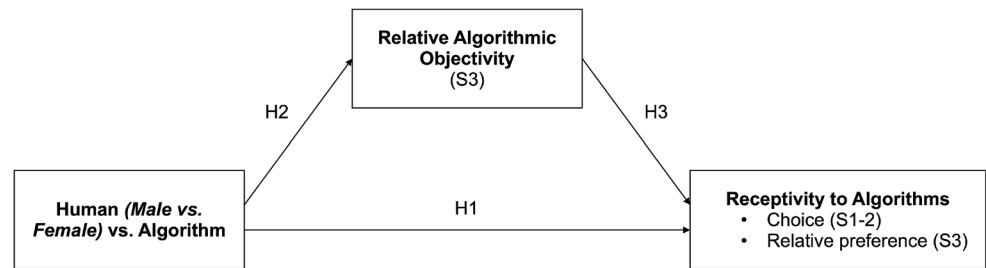 Relative Algorithmic
Objectivity
(S3)
H2
H3
Human (Male vs.
Female) vs. Algorithm
H1
Receptivity to Algorithms
• Choice (S1-2)
• Relative preference (S3)